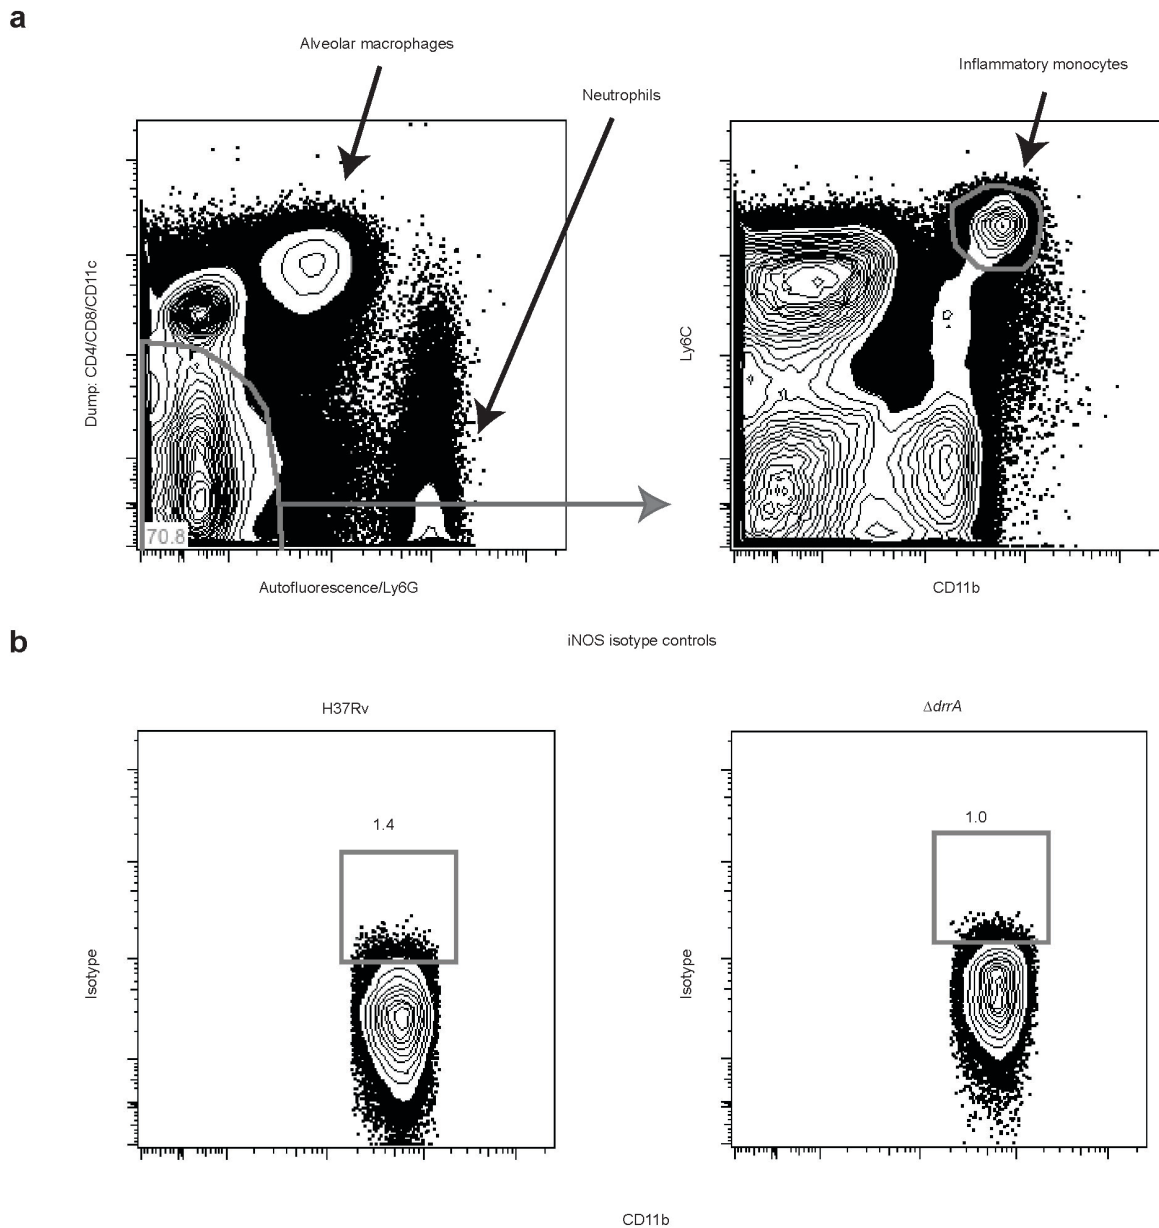 a
Alveolar macrophages
Neutrophils
Inflammatory monocytes
Dump: CD4/CD8/CD11c
70.8
Autofluorescence/Ly6G
Ly6C
CD11b
b
iNOS isotype controls
H37Rv
ΔdrrA
1.4
1.0
Isotype
Isotype
CD11b